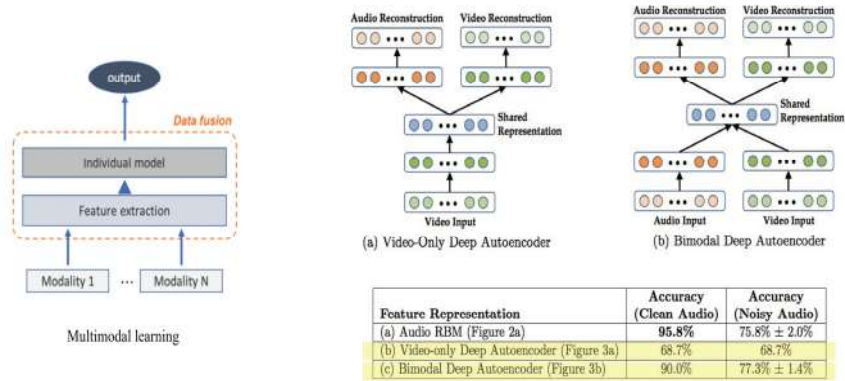 output
Data fusion
Individual model
Feature extraction
Modality 1 ... Modality N
Multimodal learning
Audio Reconstruction Video Reconstruction
Shared
Representation
Video Input
(a) Video-Only Deep Autoencoder
Audio Reconstruction Video Reconstruction
Shared
Representation
Audio Input Video Input
(b) Bimodal Deep Autoencoder
Feature Representation Accuracy (Clean Audio) Accuracy (Noisy Audio)
(a) Audio RBM (Figure 2a) 95.8% 75.8% ± 2.0%
(b) Video-only Deep Autoencoder (Figure 3a) 68.7% 68.7%
(c) Bimodal Deep Autoencoder (Figure 3b) 90.0% 77.3% ± 1.4%